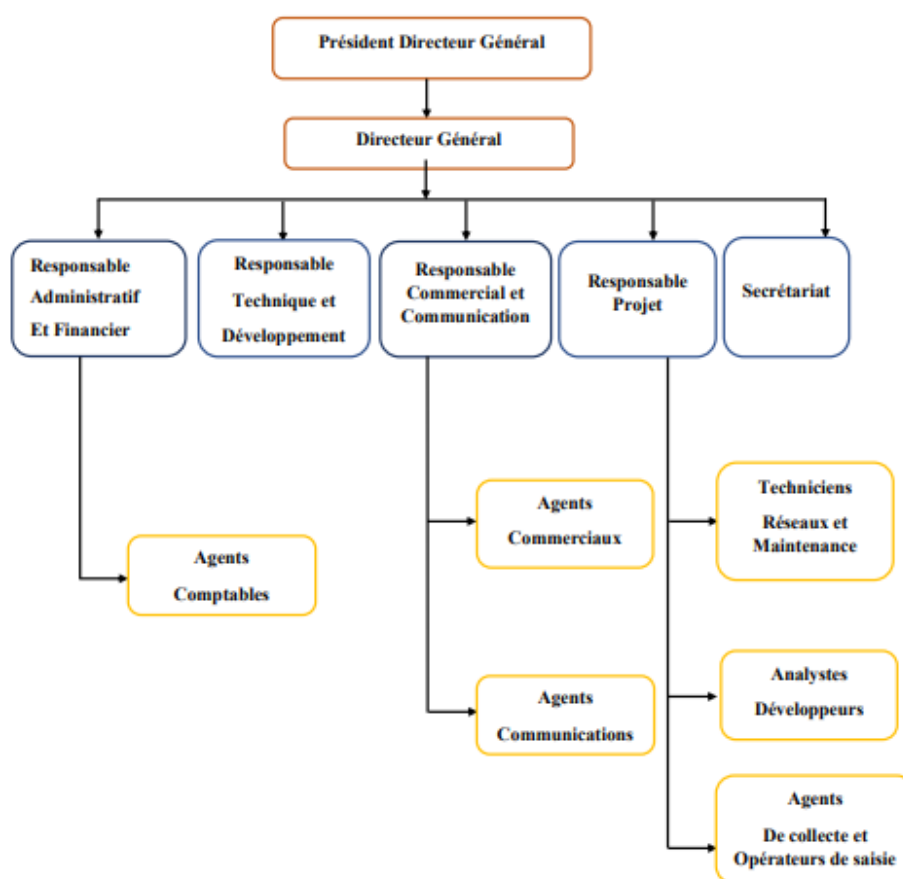 Président Directeur Général
Directeur Général
Responsable
Administratif
Et Financier
Responsable
Technique et
Développement
Responsable
Commercial et
Communication
Responsable
Projet
Secrétariat
Agents
Commerciaux
Techniciens
Réseaux et
Maintenance
Agents
Comptables
Agents
Communications
Analystes
Développeurs
Agents
De collecte et
Opérateurs de saisie